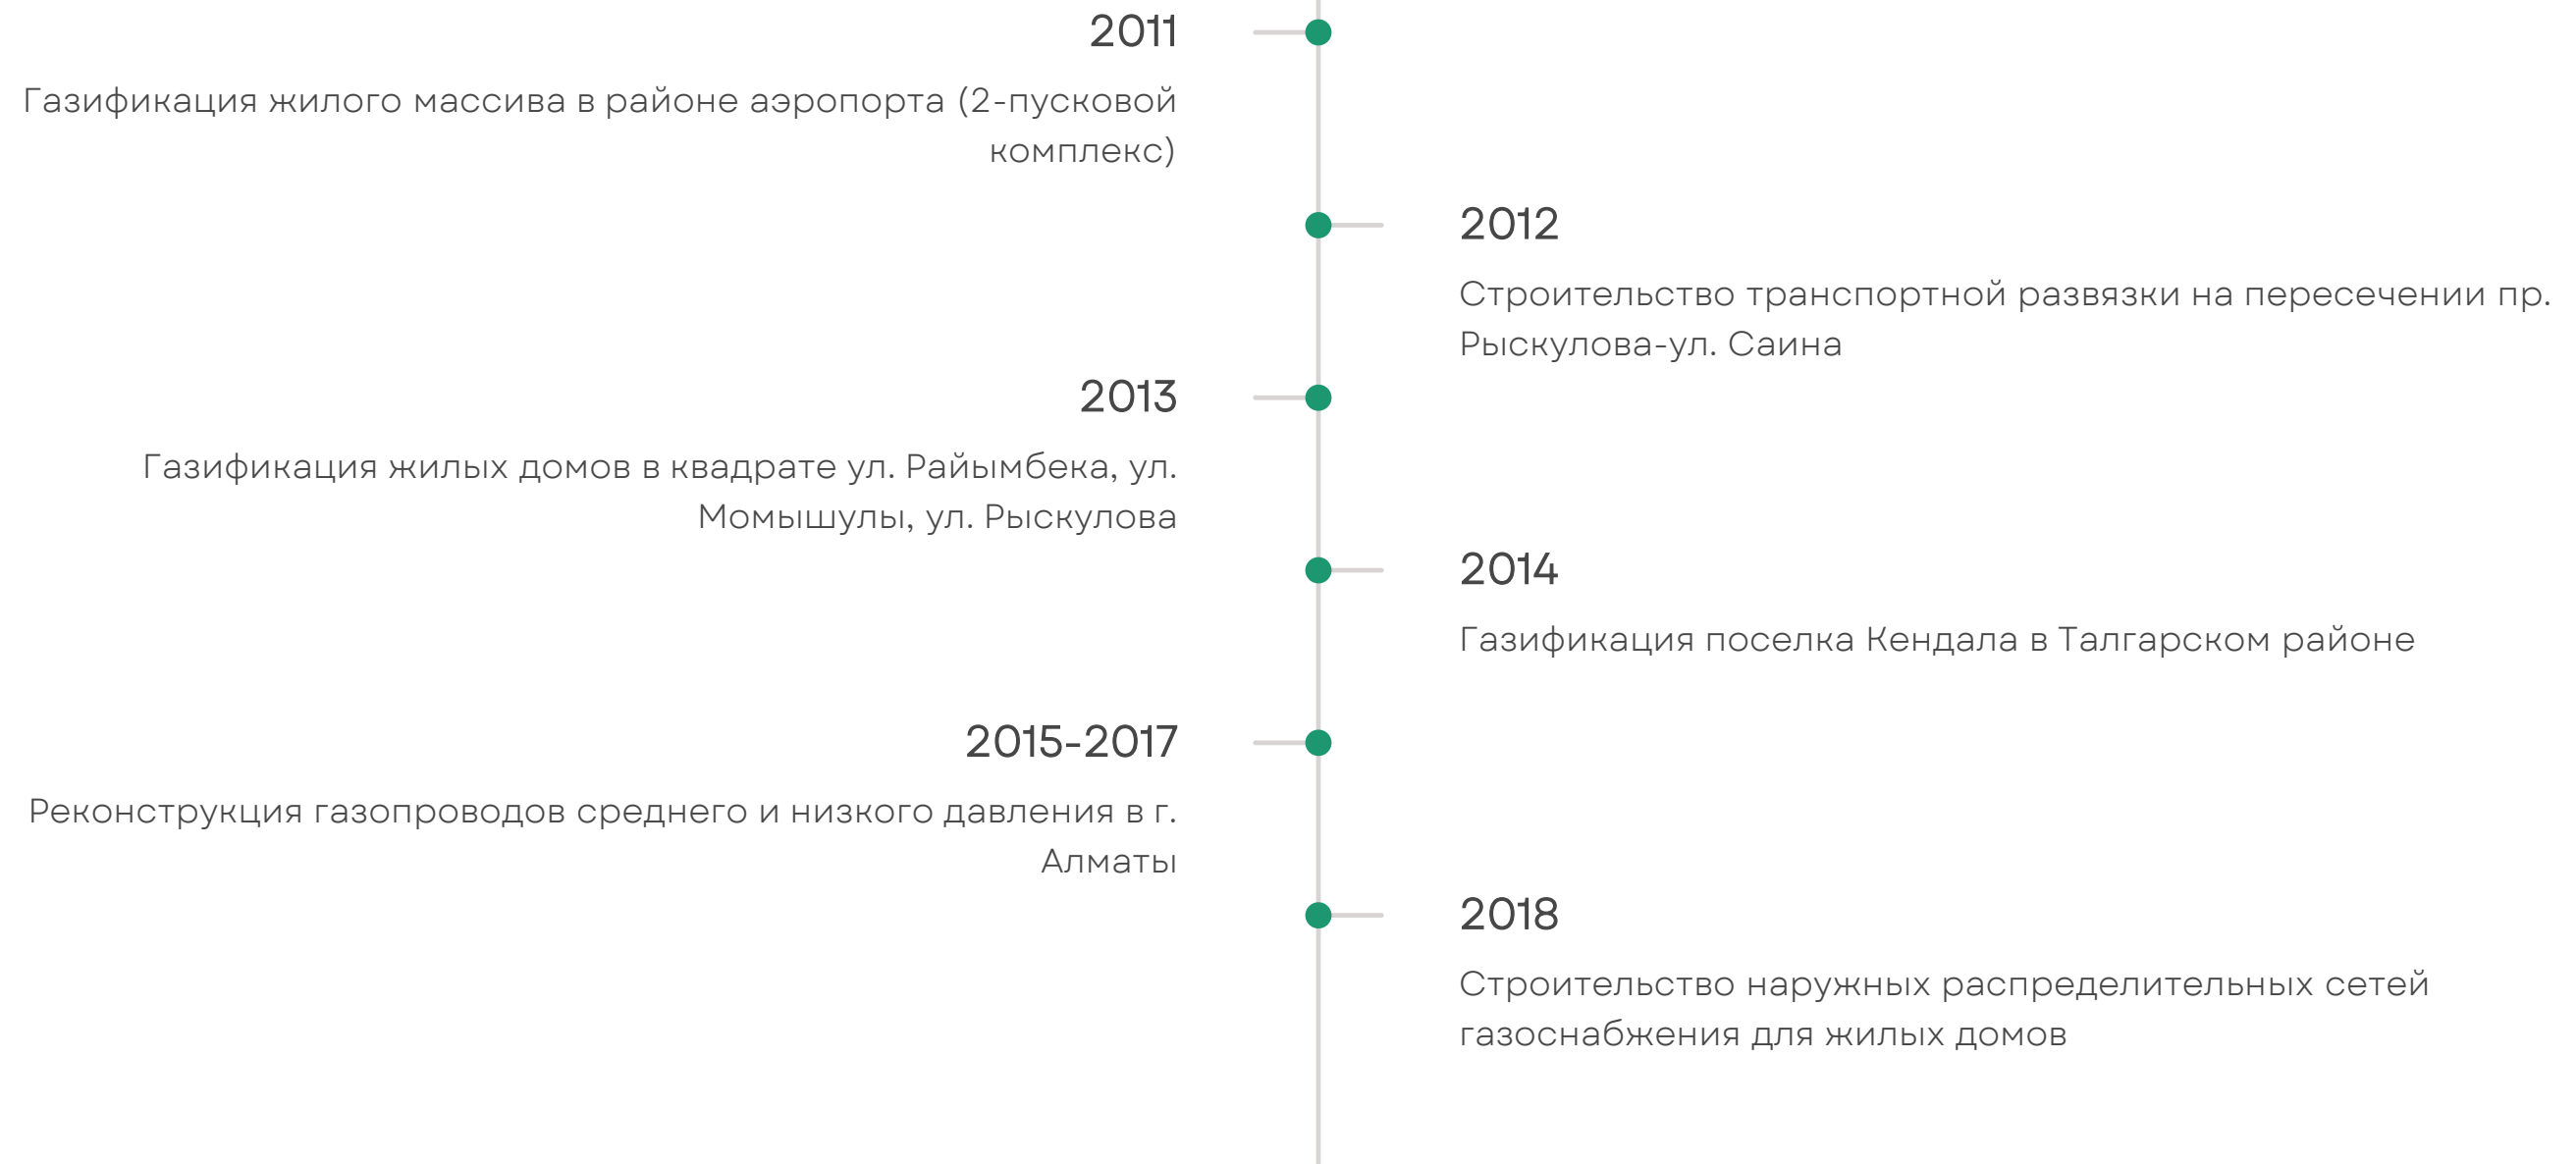 2011
Газификация жилого массива в районе аэропорта (2-пусковой
комплекс)
2012
Строительство транспортной развязки на пересечении пр.
Рыскулова-ул. Саина
2013
Газификация жилых домов в квадрате ул. Райымбека, ул.
Момышулы, ул. Рыскулова
2014
Газификация поселка Кендала в Талгарском районе
2015-2017
Реконструкция газопроводов среднего и низкого давления в г.
Алматы
2018
Строительство наружных распределительных сетей
газоснабжения для жилых домов